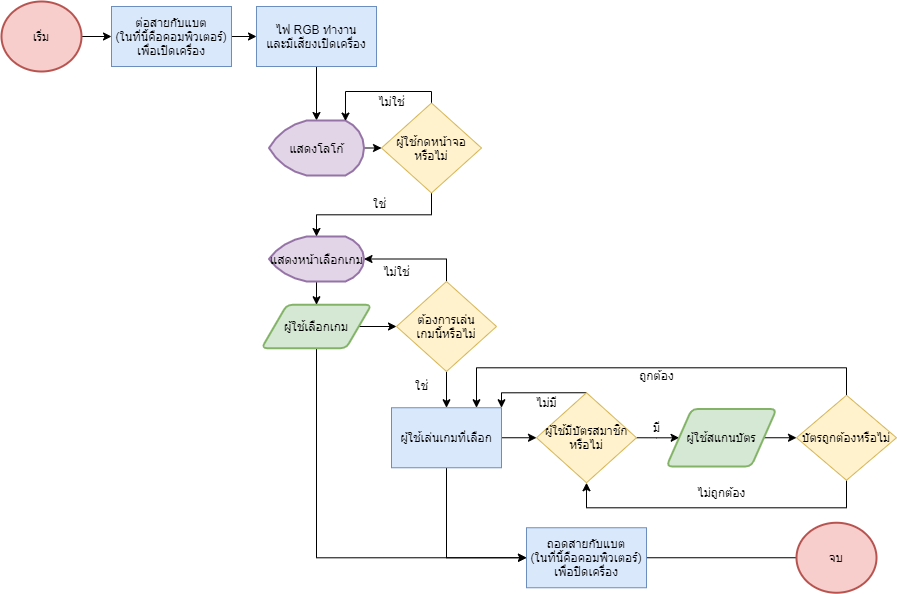 เริ่ม
ต่อสายกับแบต
(ในที่นี้คือคอมพิวเตอร์)
เพื่อเปิดเครื่อง
ไฟ RGB ทำงาน
และมีเสียงเปิดเครื่อง
ไม่ใช่
แสดงโลโก้
ผู้ใช้กดหน้าจอ
หรือไม่
ใช่
แสดงหน้าเลือกเกม
ไม่ใช่
ผู้ใช้เลือกเกม
ต้องการเล่น
เกมนี้หรือไม่
ใช่
ถูกต้อง
ไม่มี
ผู้ใช้เล่นเกมที่เลือก
ผู้ใช้มีบัตรสมาชิก
หรือไม่
มี
ผู้ใช้สแกนบัตร
บัตรถูกต้องหรือไม่
ไม่ถูกต้อง
ถอดสายกับแบต
(ในที่นี้คือคอมพิวเตอร์)
เพื่อปิดเครื่อง
จบ